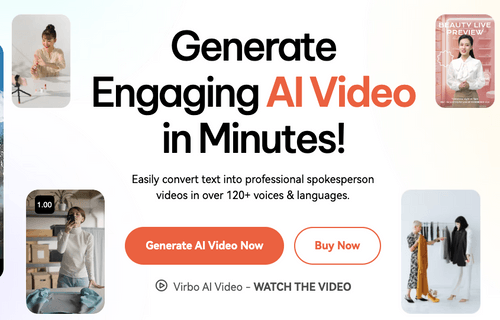 Generate
Engaging AI Video
in Minutes!
Easily convert text into professional spokesperson
videos in over 120+ voices & languages.
Generate AI Video Now
Buy Now
Virbo AI Video - WATCH THE VIDEO
BEAUTY LIVE
PREVIEW
1.00